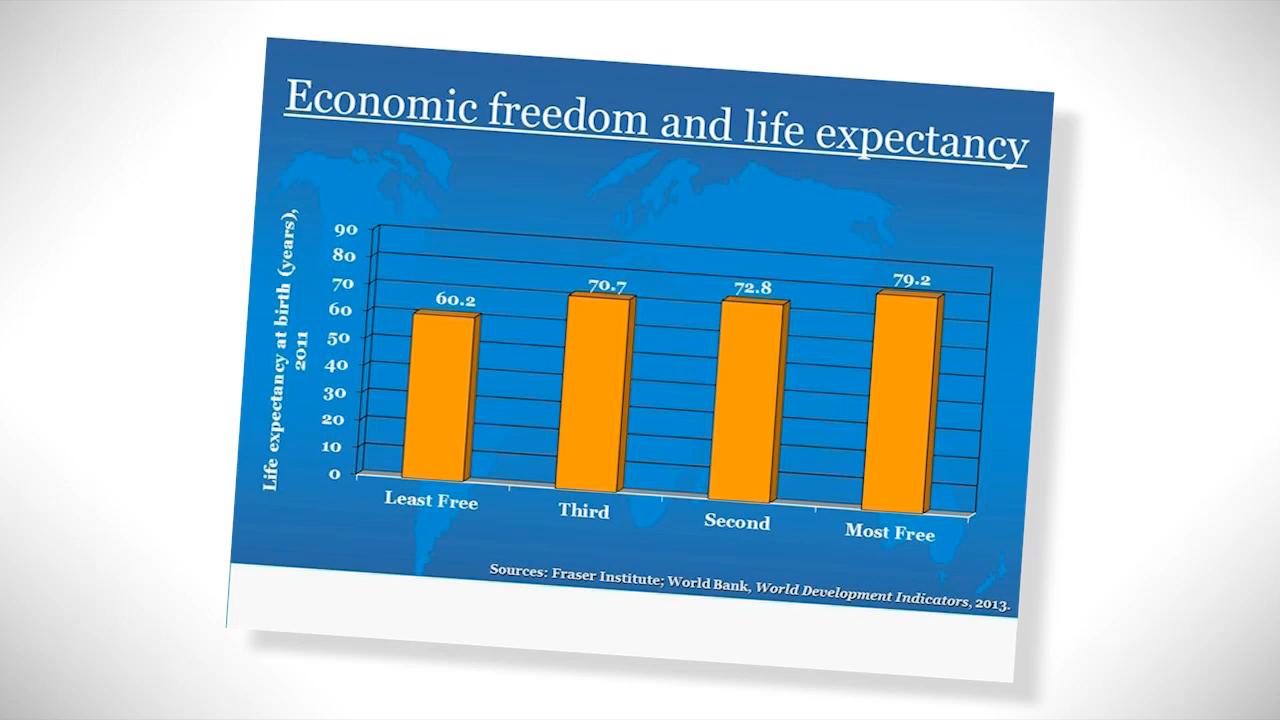 Economic freedom and life expectancy
Life expectancy at birth (years),
2011
90
80
70
60
50
40
30
20
10
0
60.2
70.7
72.8
79.2
Least Free
Third
Second
Most Free
Sources: Fraser Institute; World Bank, World Development Indicators, 2013.